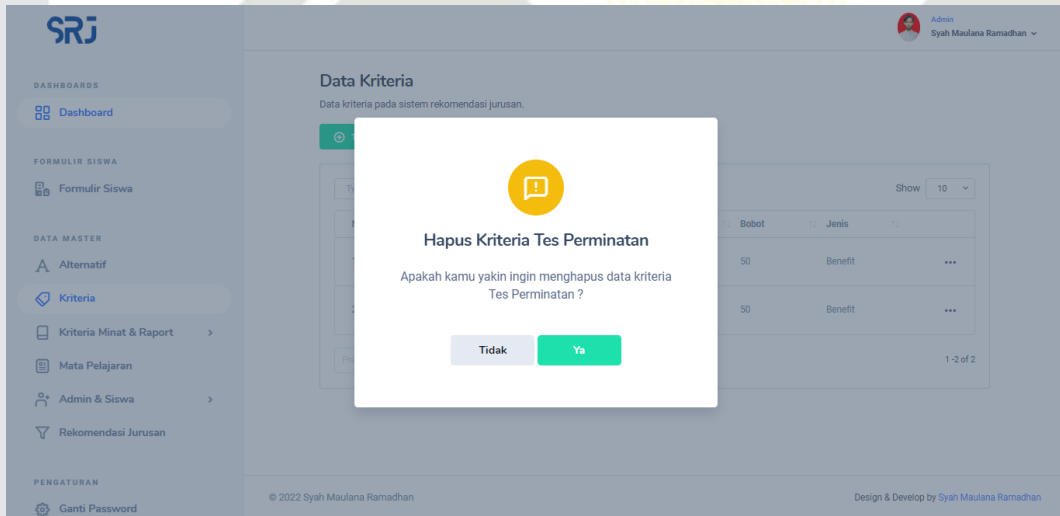 SRJ
Admin
Syah Maulana Ramadhan
DASHBOARDS
Dashboard
FORMULIR SISWA
Formulir Siswa
DATA MASTER
Alternatif
Kriteria
Kriteria Minat & Raport
Mata Pelajaran
Admin & Siswa
Rekomendasi Jurusan
PENGATURAN
Ganti Password
Data Kriteria
Data kriteria pada sistem rekomendasi jurusan.
Show 10
Bobot Jenis
50 Benefit
50 Benefit
1 -2 of 2
Hapus Kriteria Tes Perminatan
Apakah kamu yakin ingin menghapus data kriteria
Tes Perminatan ?
Tidak Ya
© 2022 Syah Maulana Ramadhan
Design & Develop by Syah Maulana Ramadhan